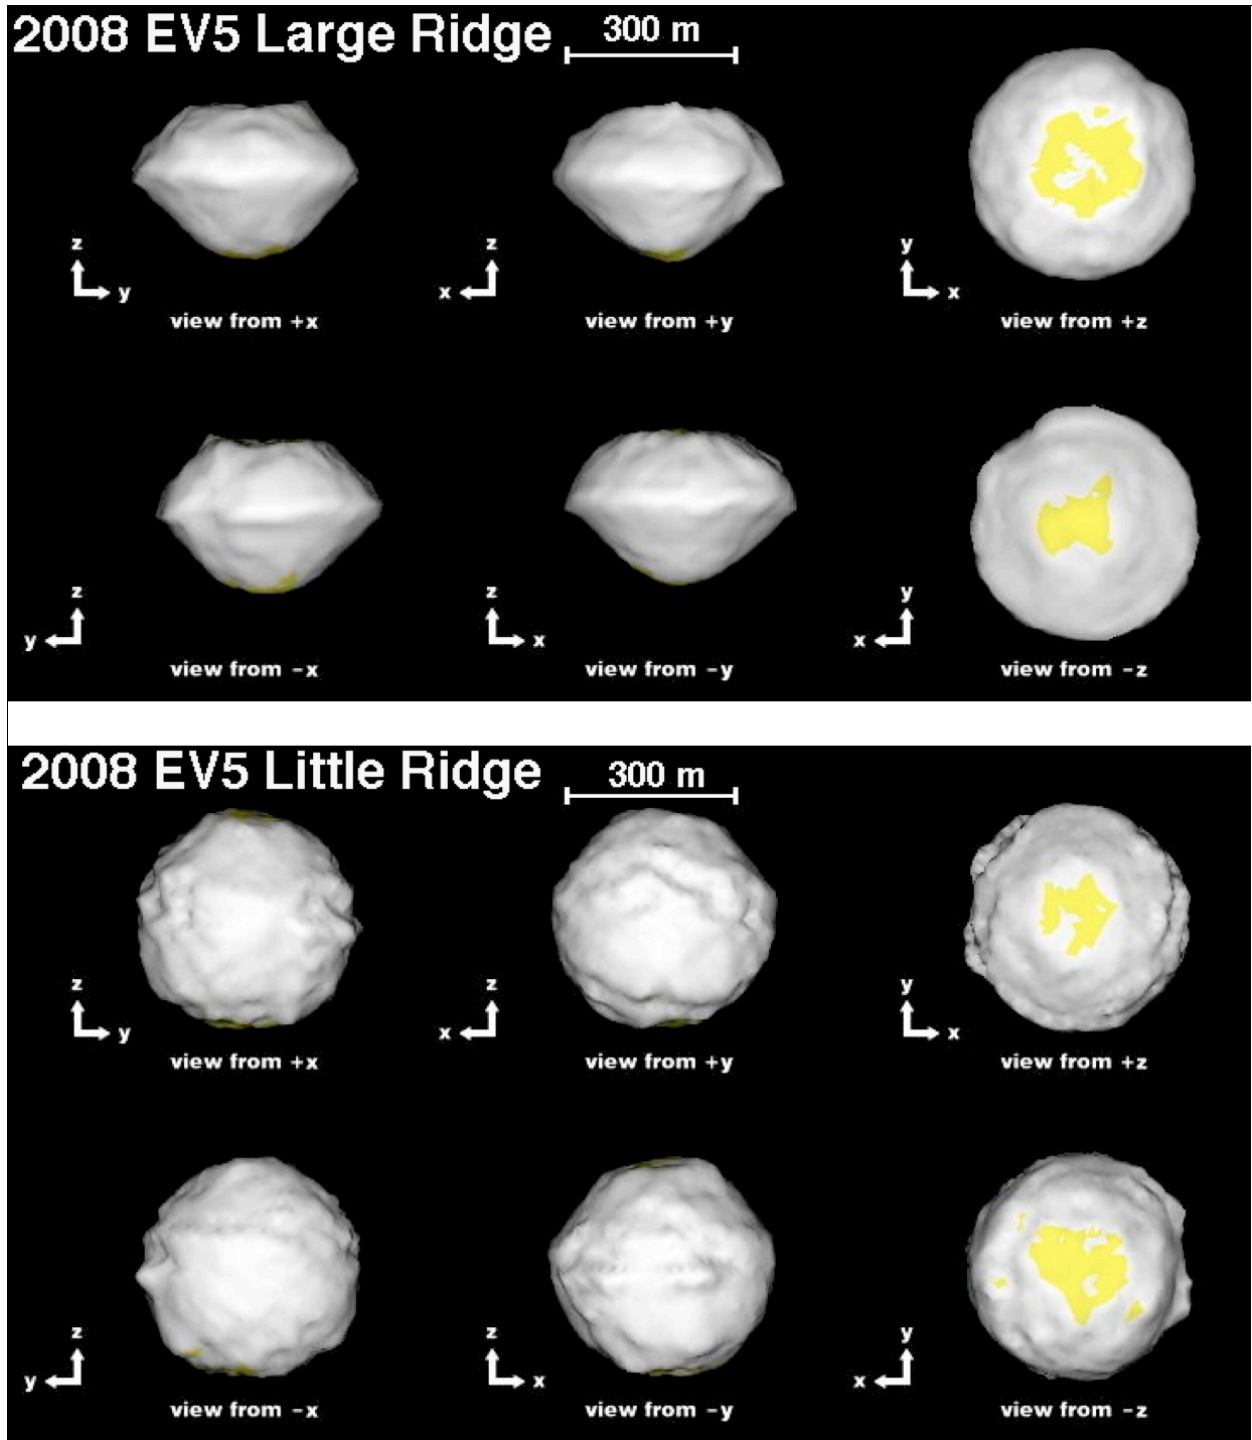 2008 EV5 Large Ridge
300 m
z
y
view from +x
z
x
view from +y
y
x
view from +z
z
y
view from −x
z
x
view from −y
y
x
view from −z
2008 EV5 Little Ridge
300 m
z
y
view from +x
z
x
view from +y
y
x
view from +z
z
y
view from −x
z
x
view from −y
y
x
view from −z